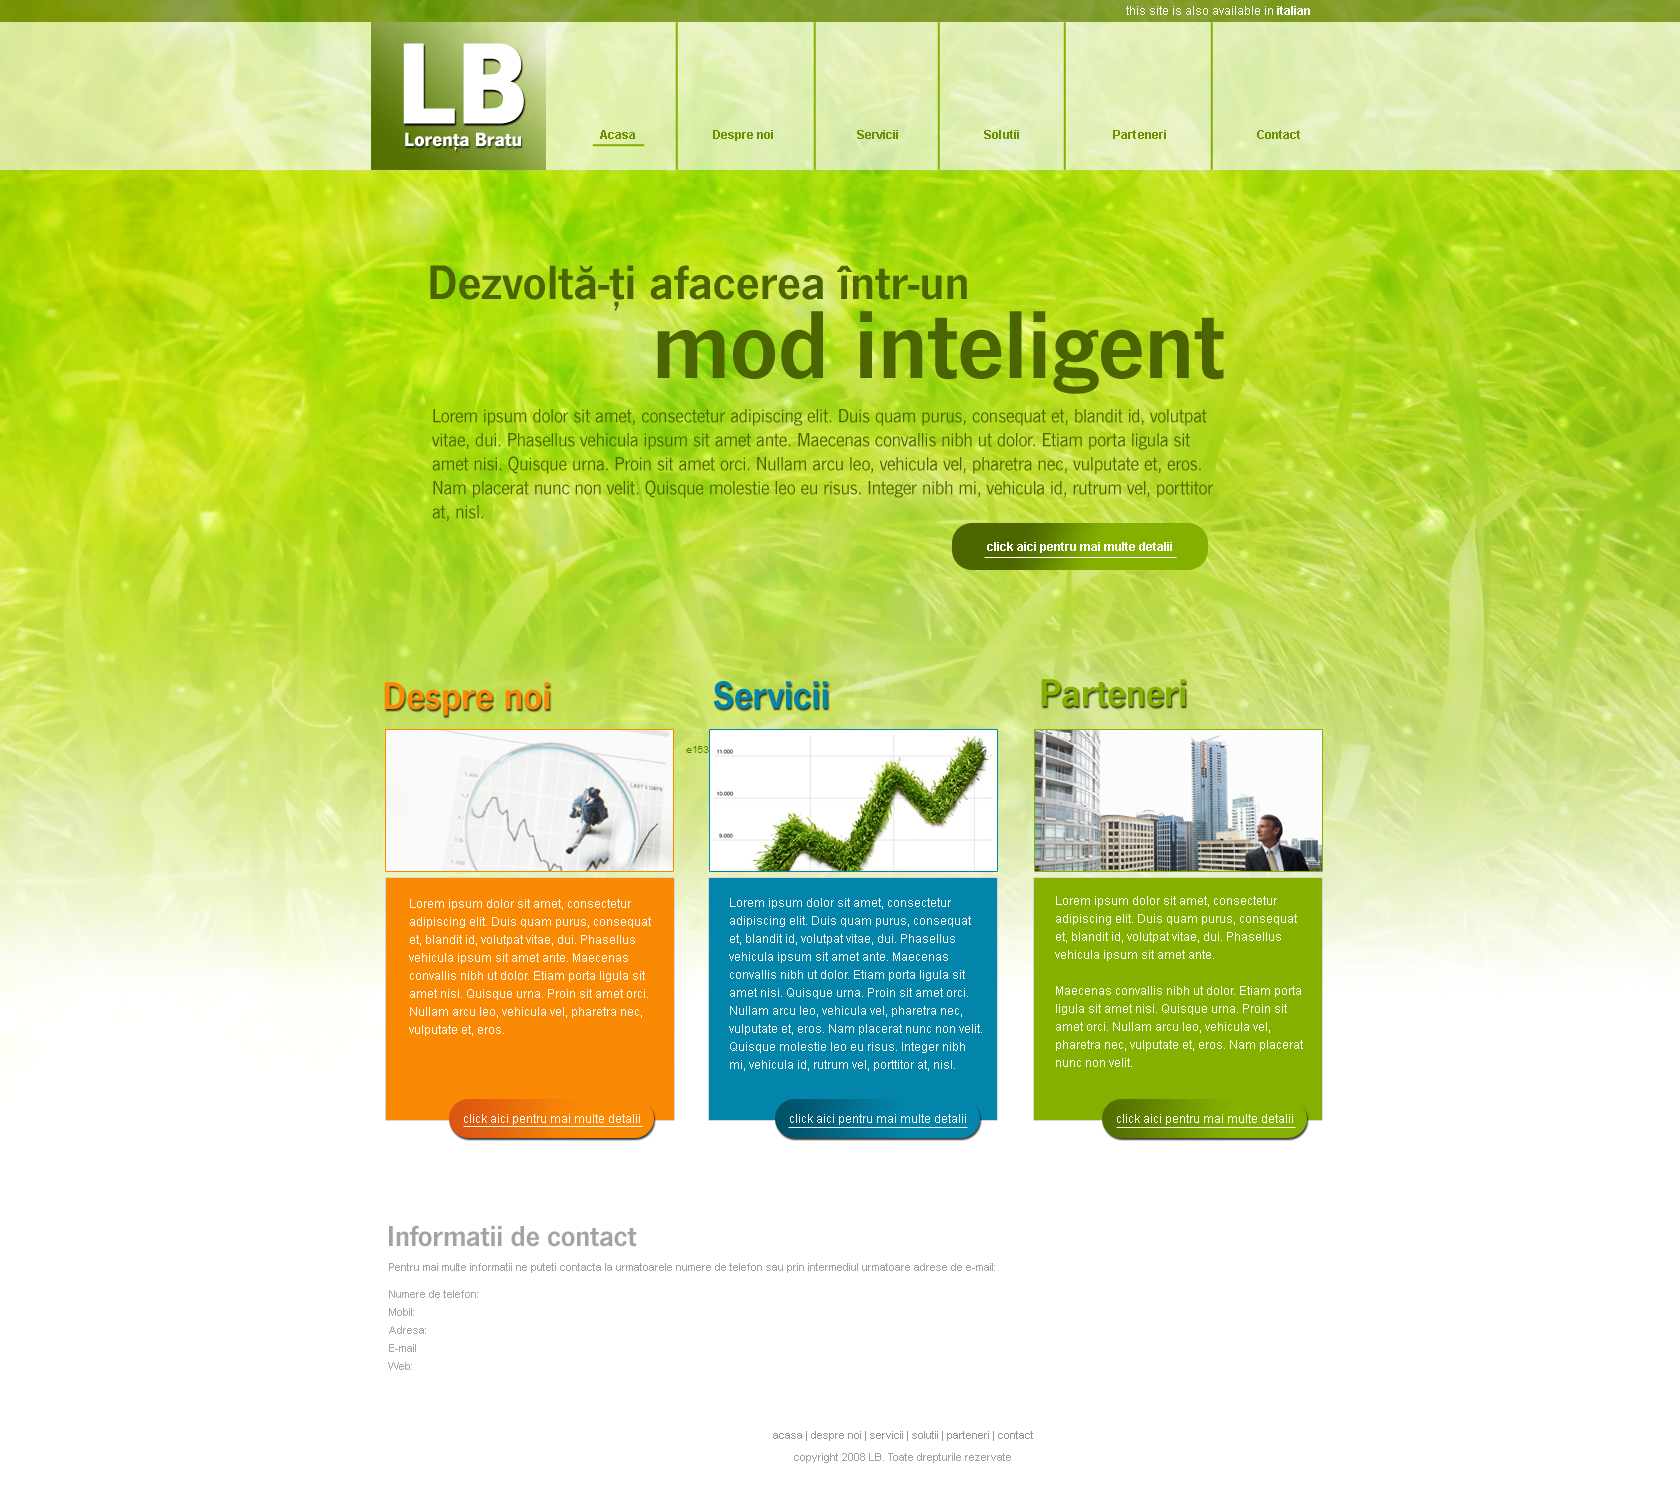 this site is also available in italian
LB
Lorența Bratu
Acasa
Despre noi
Servicii
Solutii
Parteneri
Contact
Dezvoltă-ți afacerea într-un
mod inteligent
Lorem ipsum dolor sit amet, consectetur adipiscing elit. Duis quam purus, consequat et, blandit id, volutpat
vitae, dui. Phasellus vehicula ipsum sit amet ante. Maecenas convallis nibh ut dolor. Etiam porta ligula sit
amet nisi. Quisque urna. Proin sit amet orci. Nullam arcu leo, vehicula vel, pharetra nec, vulputate et, eros.
Nam placerat nunc non velit. Quisque molestie leo eu risus. Integer nibh mi, vehicula id, rutrum vel, porttitor
at, nisl.
click aici pentru mai multe detalii
Despre noi
1.300
1.200
LAST 5 DAYS
1.100
Lorem ipsum dolor sit amet, consectetur
adipiscing elit. Duis quam purus, consequat
et, blandit id, volutpat vitae, dui. Phasellus
vehicula ipsum sit amet ante. Maecenas
convallis nibh ut dolor. Etiam porta ligula sit
amet nisi. Quisque urna. Proin sit amet orci.
Nullam arcu leo, vehicula vel, pharetra nec,
vulputate et, eros.
click aici pentru mai multe detalii
Servicii
e153
11.000
10.000
9.000
Lorem ipsum dolor sit amet, consectetur
adipiscing elit. Duis quam purus, consequat
et, blandit id, volutpat vitae, dui. Phasellus
vehicula ipsum sit amet ante. Maecenas
convallis nibh ut dolor. Etiam porta ligula sit
amet nisi. Quisque urna. Proin sit amet orci.
Nullam arcu leo, vehicula vel, pharetra nec,
vulputate et, eros. Nam placerat nunc non velit.
Quisque molestie leo eu risus. Integer nibh
mi, vehicula id, rutrum vel, porttitor at, nisl.
click aici pentru mai multe detalii
Parteneri
Lorem ipsum dolor sit amet, consectetur
adipiscing elit. Duis quam purus, consequat
et, blandit id, volutpat vitae, dui. Phasellus
vehicula ipsum sit amet ante.
Maecenas convallis nibh ut dolor. Etiam porta
ligula sit amet nisi. Quisque urna. Proin sit
amet orci. Nullam arcu leo, vehicula vel,
pharetra nec, vulputate et, eros. Nam placerat
nunc non velit.
click aici pentru mai multe detalii
Informatii de contact
Pentru mai multe informatii ne puteti contacta la urmatoarele numere de telefon sau prin intermediul urmatoare adrese de e-mail:
Numere de telefon:
Mobil:
Adresa:
E-mail
Web:
acasa | despre noi | servicii | solutii | parteneri | contact
copyright 2008 LB. Toate drepturile rezervate